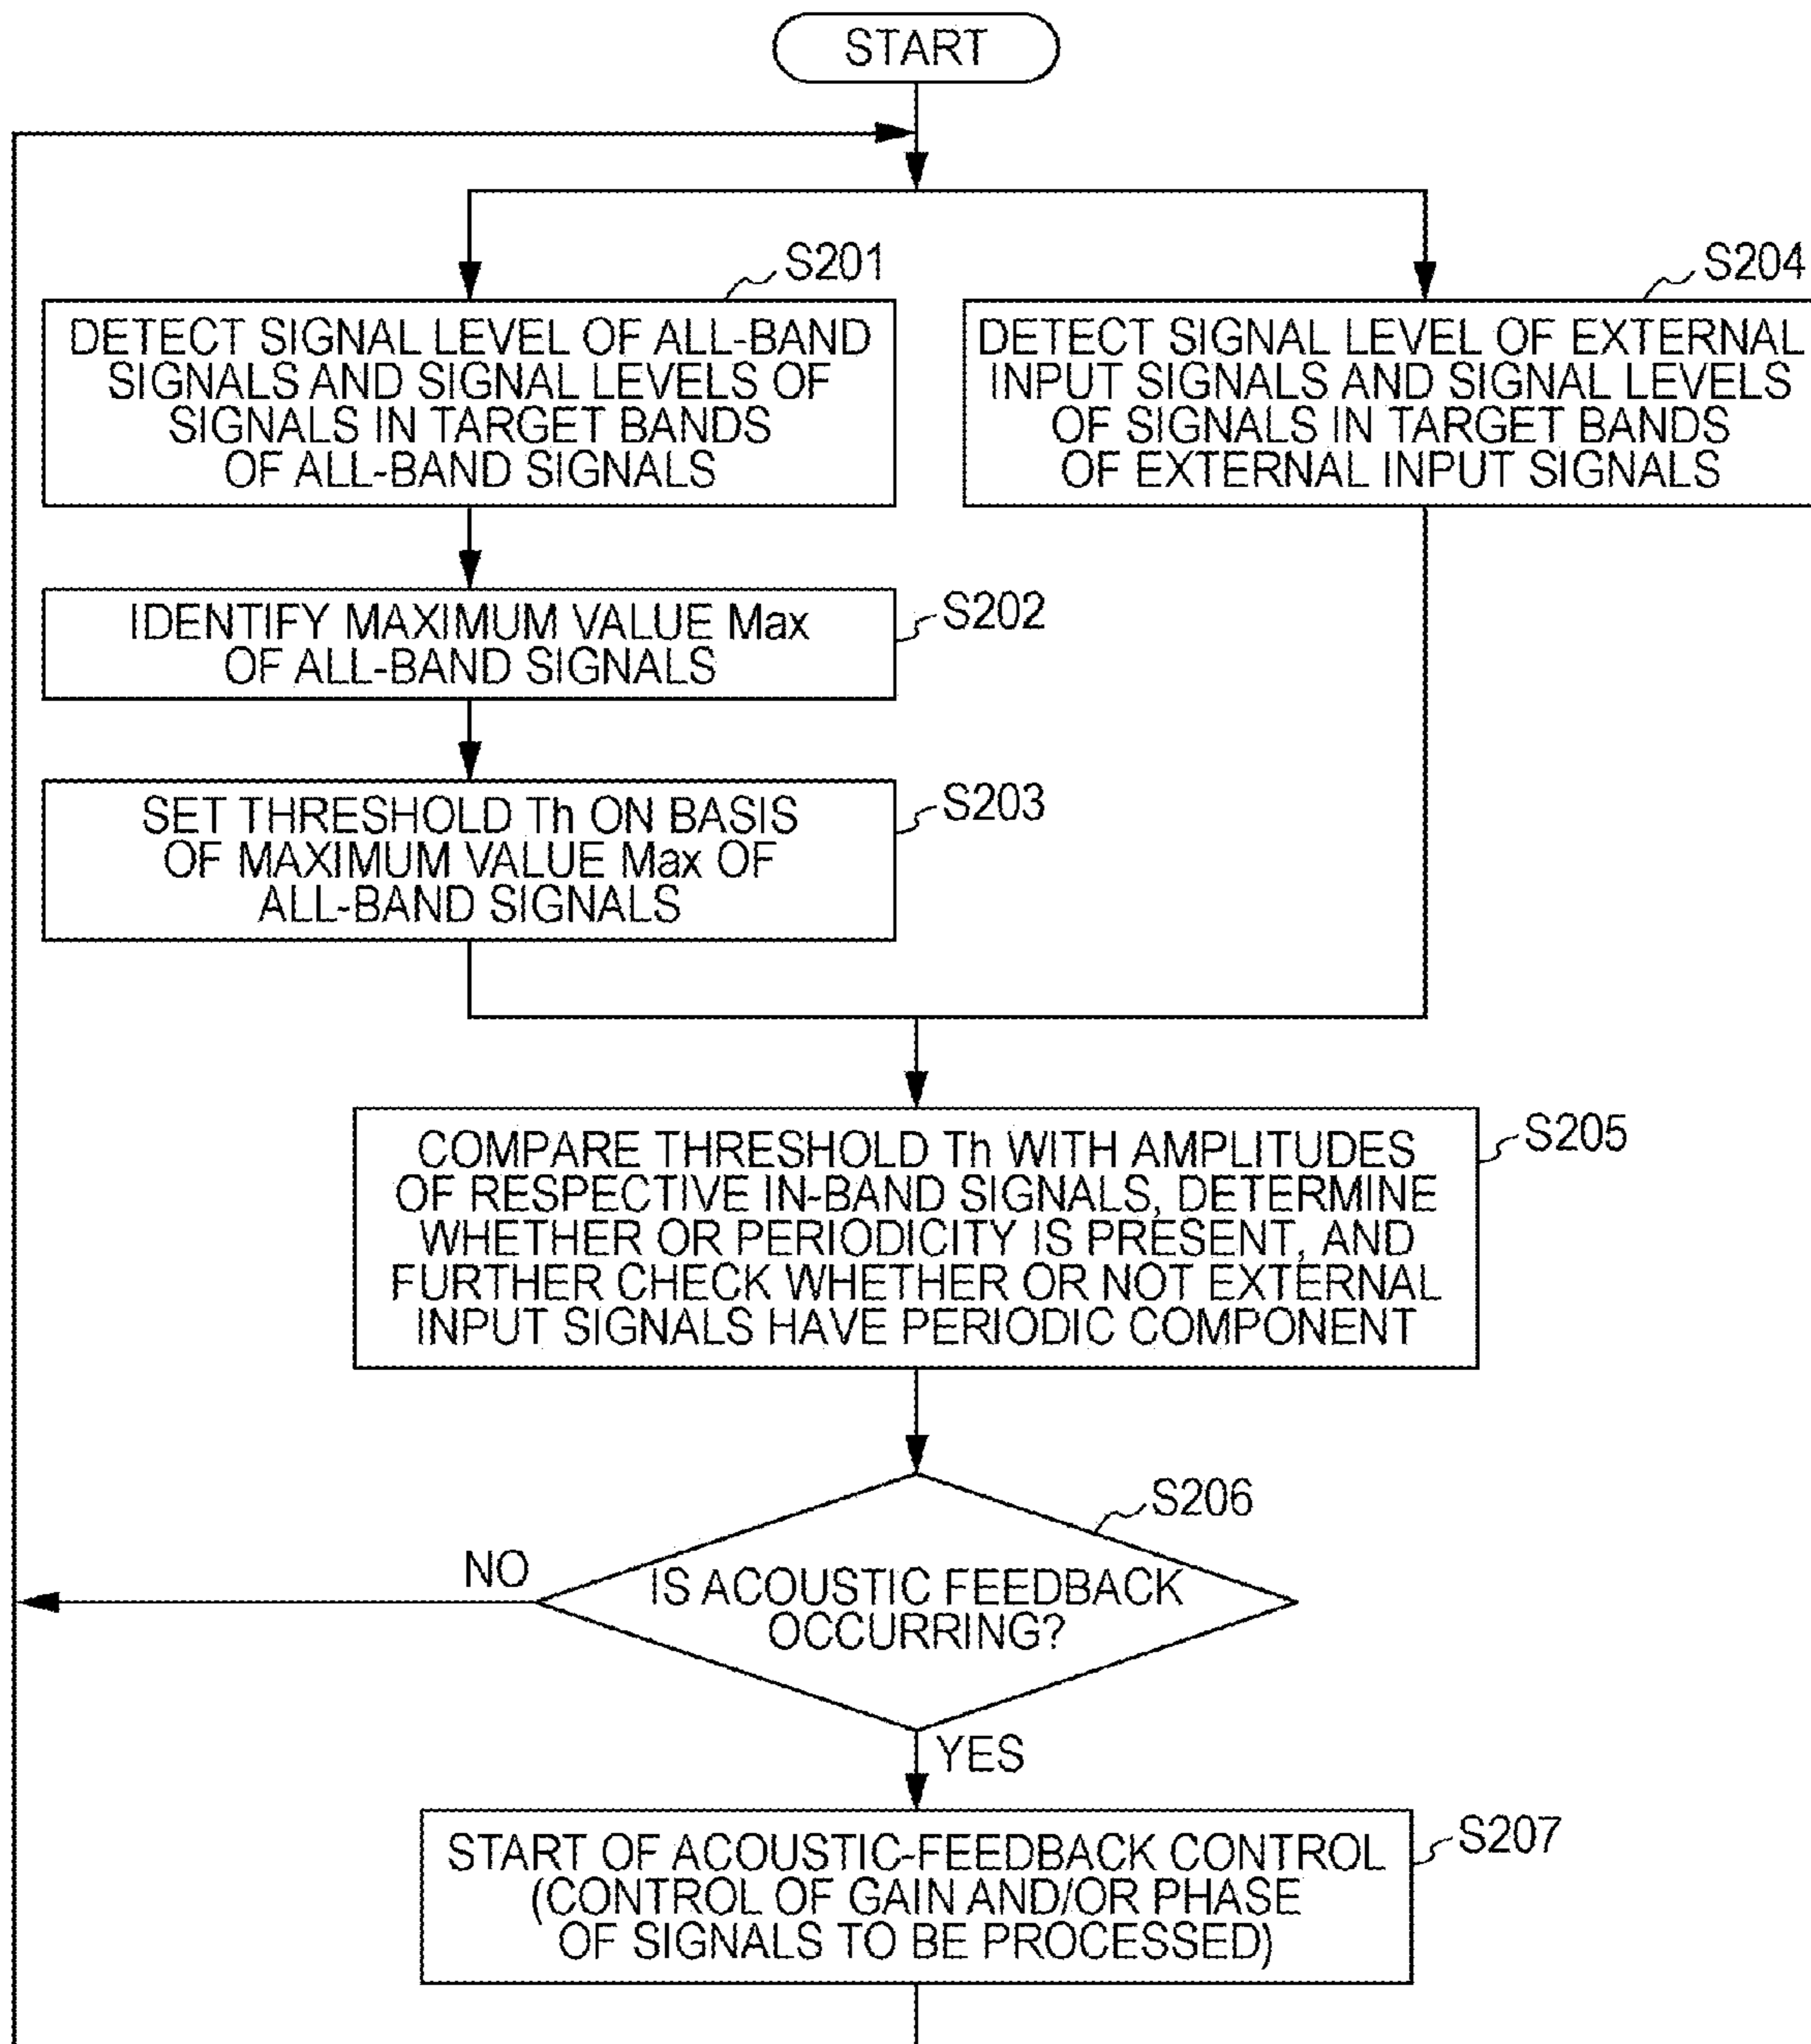 START
S201
DETECT SIGNAL LEVEL OF ALL-BAND
SIGNALS AND SIGNAL LEVELS OF
SIGNALS IN TARGET BANDS
OF ALL-BAND SIGNALS
S204
DETECT SIGNAL LEVEL OF EXTERNAL
INPUT SIGNALS AND SIGNAL LEVELS
OF SIGNALS IN TARGET BANDS
OF EXTERNAL INPUT SIGNALS
S202
IDENTIFY MAXIMUM VALUE Max
OF ALL-BAND SIGNALS
S203
SET THRESHOLD Th ON BASIS
OF MAXIMUM VALUE Max OF
ALL-BAND SIGNALS
S205
COMPARE THRESHOLD Th WITH AMPLITUDES
OF RESPECTIVE IN-BAND SIGNALS, DETERMINE
WHETHER OR PERIODICITY IS PRESENT, AND
FURTHER CHECK WHETHER OR NOT EXTERNAL
INPUT SIGNALS HAVE PERIODIC COMPONENT
S206
IS ACOUSTIC FEEDBACK
OCCURRING?
NO
YES
S207
START OF ACOUSTIC-FEEDBACK CONTROL
(CONTROL OF GAIN AND/OR PHASE
OF SIGNALS TO BE PROCESSED)